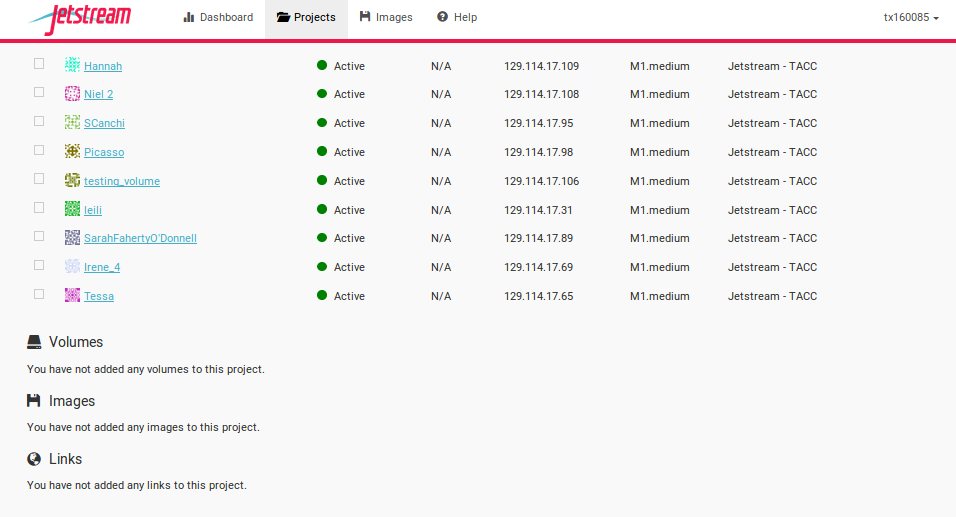 Jetstream Dashboard Projects Images Help tx160085
Hannah Active N/A 129.114.17.109 M1.medium Jetstream - TACC
Niel 2 Active N/A 129.114.17.108 M1.medium Jetstream - TACC
SCanchi Active N/A 129.114.17.95 M1.medium Jetstream - TACC
Picasso Active N/A 129.114.17.98 M1.medium Jetstream - TACC
testing_volume Active N/A 129.114.17.106 M1.medium Jetstream - TACC
leili Active N/A 129.114.17.31 M1.medium Jetstream - TACC
SarahFahertyO'Donnell Active N/A 129.114.17.89 M1.medium Jetstream - TACC
Irene_4 Active N/A 129.114.17.69 M1.medium Jetstream - TACC
Tessa Active N/A 129.114.17.65 M1.medium Jetstream - TACC
Volumes
You have not added any volumes to this project.
Images
You have not added any images to this project.
Links
You have not added any links to this project.